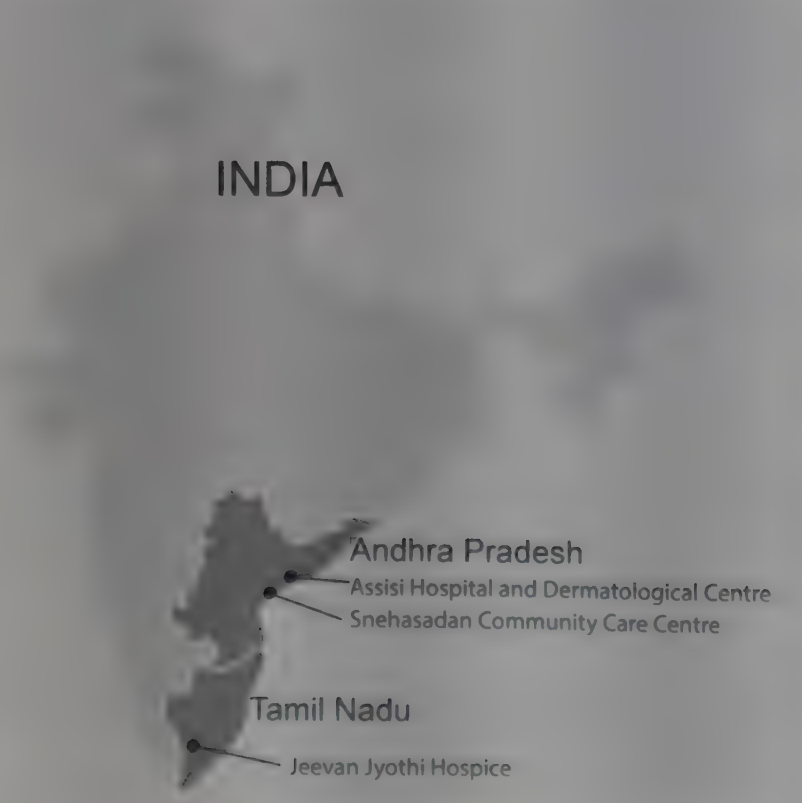 INDIA
Andhra Pradesh
Assisi Hospital and Dermatological Centre
Snehasadan Community Care Centre
Tamil Nadu
Jeevan Jyothi Hospice